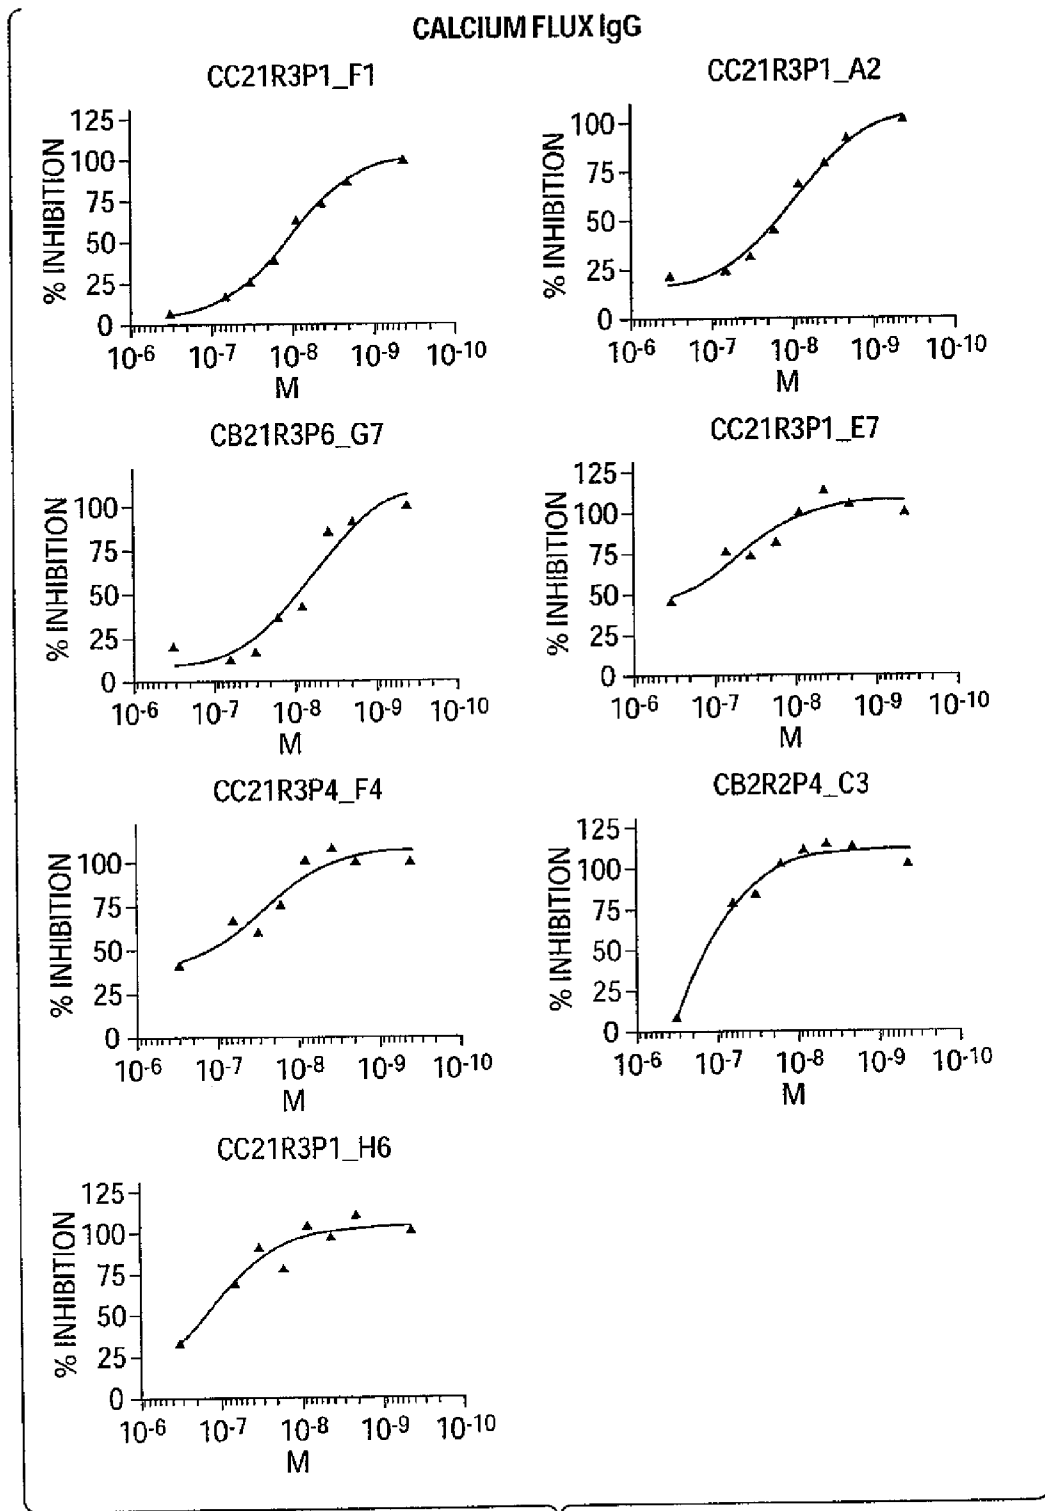 CALCIUM FLUX IgG
CC21R3P1_F1
% INHIBITION
125
100
75
50
25
0
10-6 10-7 10-8 10-9 10-10
M
CC21R3P1_A2
% INHIBITION
100
75
50
25
0
10-6 10-7 10-8 10-9 10-10
M
CB21R3P6_G7
% INHIBITION
100
75
50
25
0
10-6 10-7 10-8 10-9 10-10
M
CC21R3P1_E7
% INHIBITION
125
100
75
50
25
0
10-6 10-7 10-8 10-9 10-10
M
CC21R3P4_F4
% INHIBITION
100
75
50
25
0
10-6 10-7 10-8 10-9 10-10
M
CB2R2P4_C3
% INHIBITION
125
100
75
50
25
0
10-6 10-7 10-8 10-9 10-10
M
CC21R3P1_H6
% INHIBITION
125
100
75
50
25
0
10-6 10-7 10-8 10-9 10-10
M